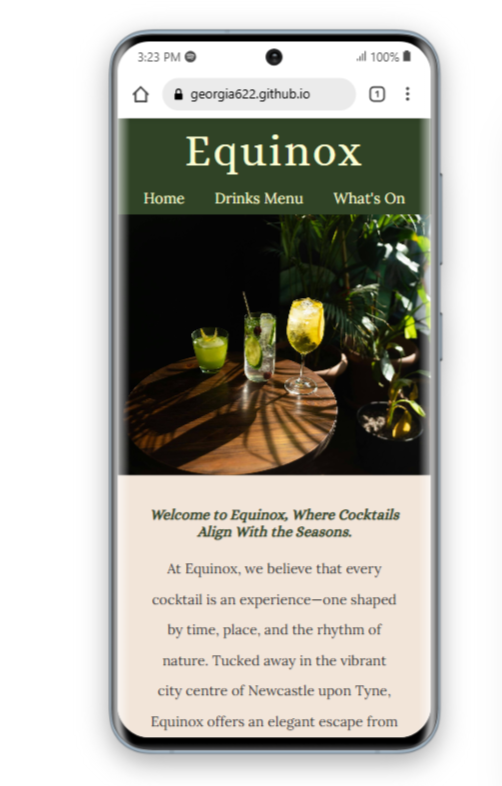 3:23 PM
100%
georgia622.github.io
1
Equinox
Home Drinks Menu What's On
Welcome to Equinox, Where Cocktails
Align With the Seasons.
At Equinox, we believe that every
cocktail is an experience—one shaped
by time, place, and the rhythm of
nature. Tucked away in the vibrant
city centre of Newcastle upon Tyne,
Equinox offers an elegant escape from